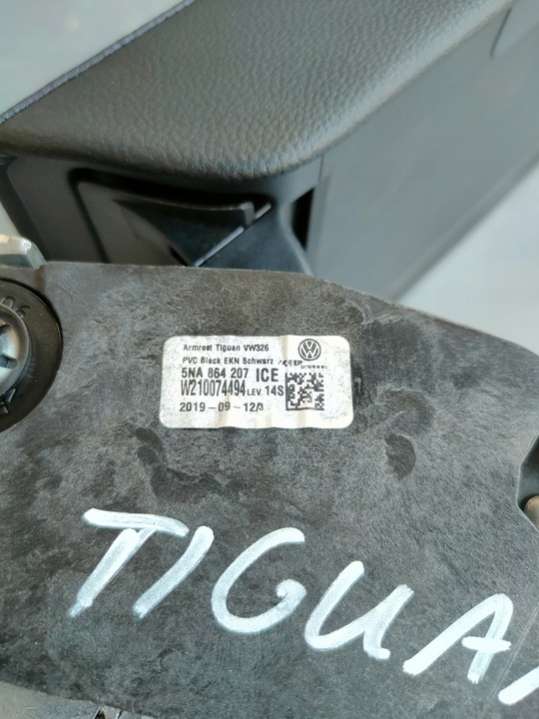 Armrest Tiguan VW326
PVC Black EKN Schwarz
5NA 864 207 ICE
W210074494 LEV. 14S
2019-09-12
TIGUA